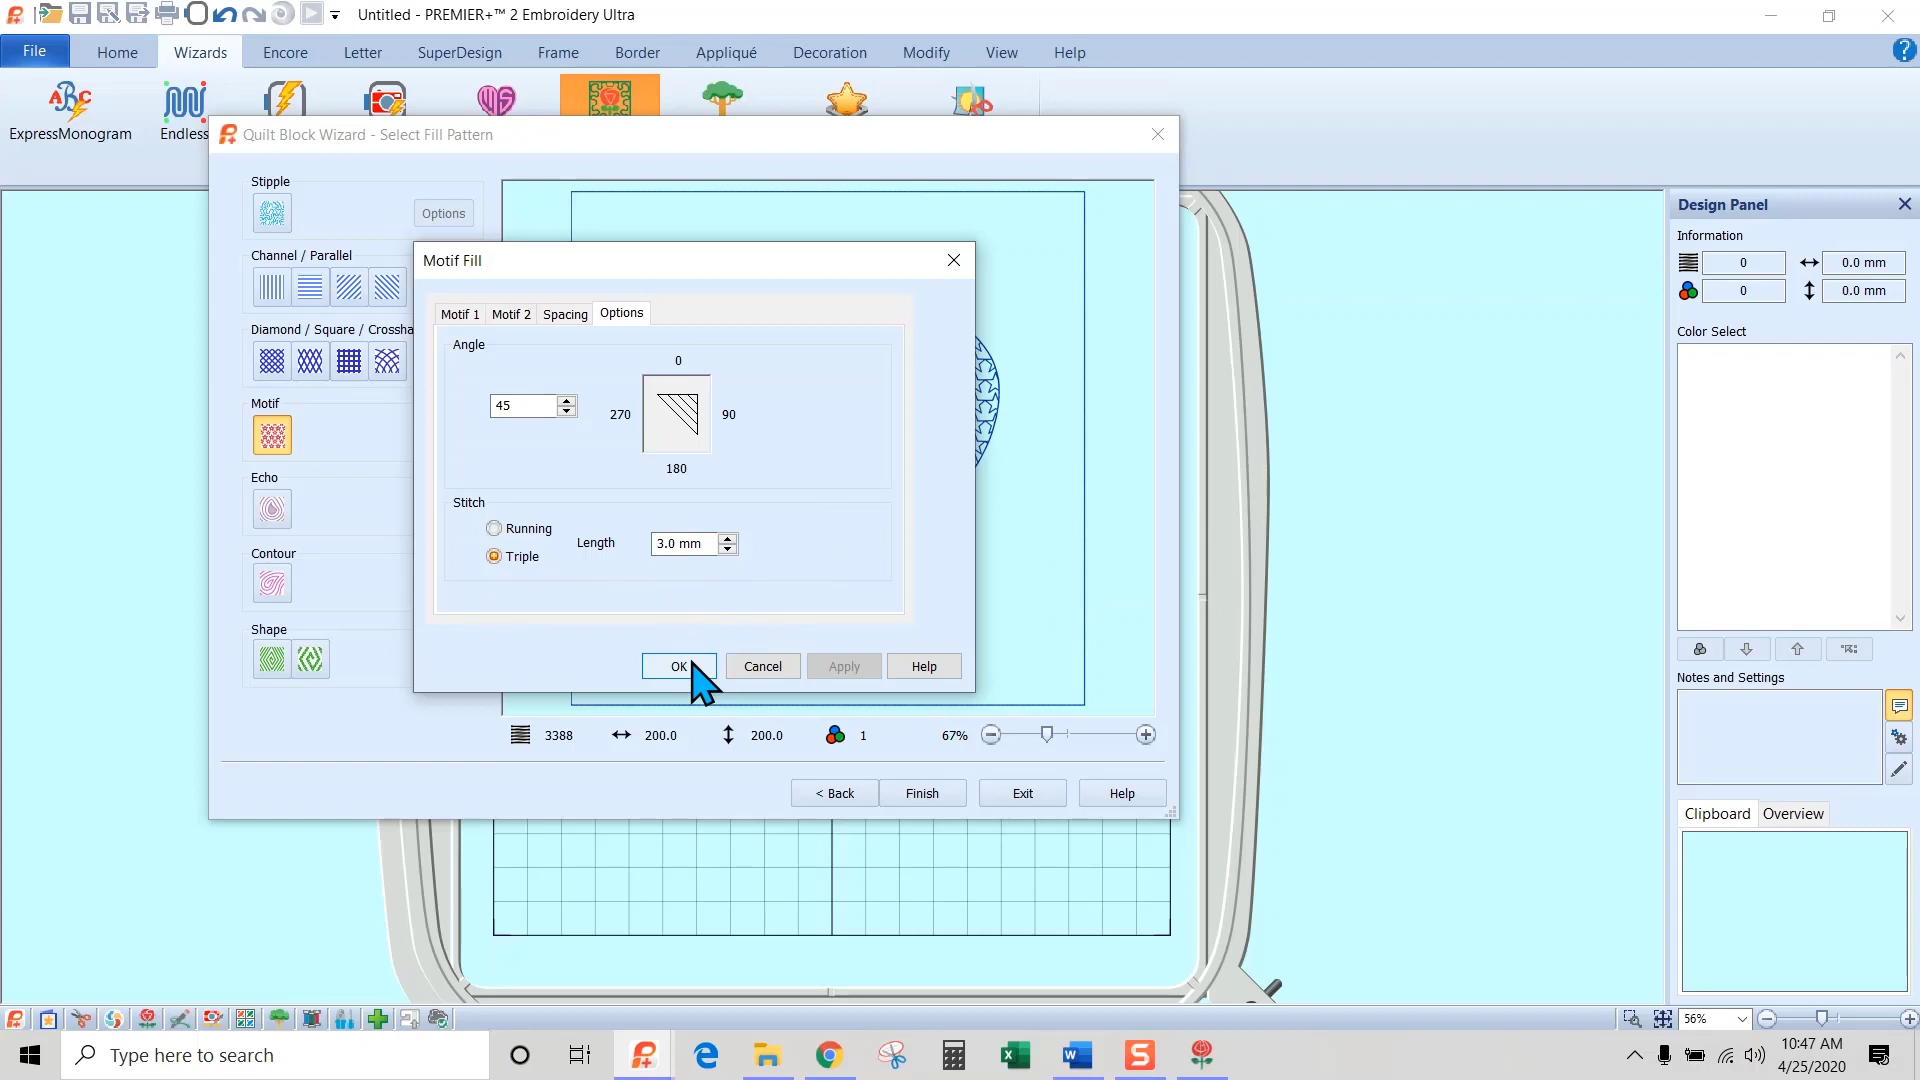 Untitled - PREMIER+™ 2 Embroidery Ultra
File
Home
Wizards
Encore
Letter
SuperDesign
Frame
Border
Appliqué
Decoration
Modify
View
Help
ExpressMonogram
Endless
Quilt Block Wizard - Select Fill Pattern
Stipple
Options
Channel / Parallel
Diamond / Square / Crossha
Motif
Echo
Contour
Shape
Motif Fill
Motif 1
Motif 2
Spacing
Options
Angle
0
45
270
90
180
Stitch
Running
Length
3.0 mm
Triple
OK
Cancel
Apply
Help
3388
200.0
200.0
1
67%
< Back
Finish
Exit
Help
Design Panel
Information
0
0.0 mm
0
0.0 mm
Color Select
Notes and Settings
Clipboard
Overview
56%
Type here to search
10:47 AM
4/25/2020